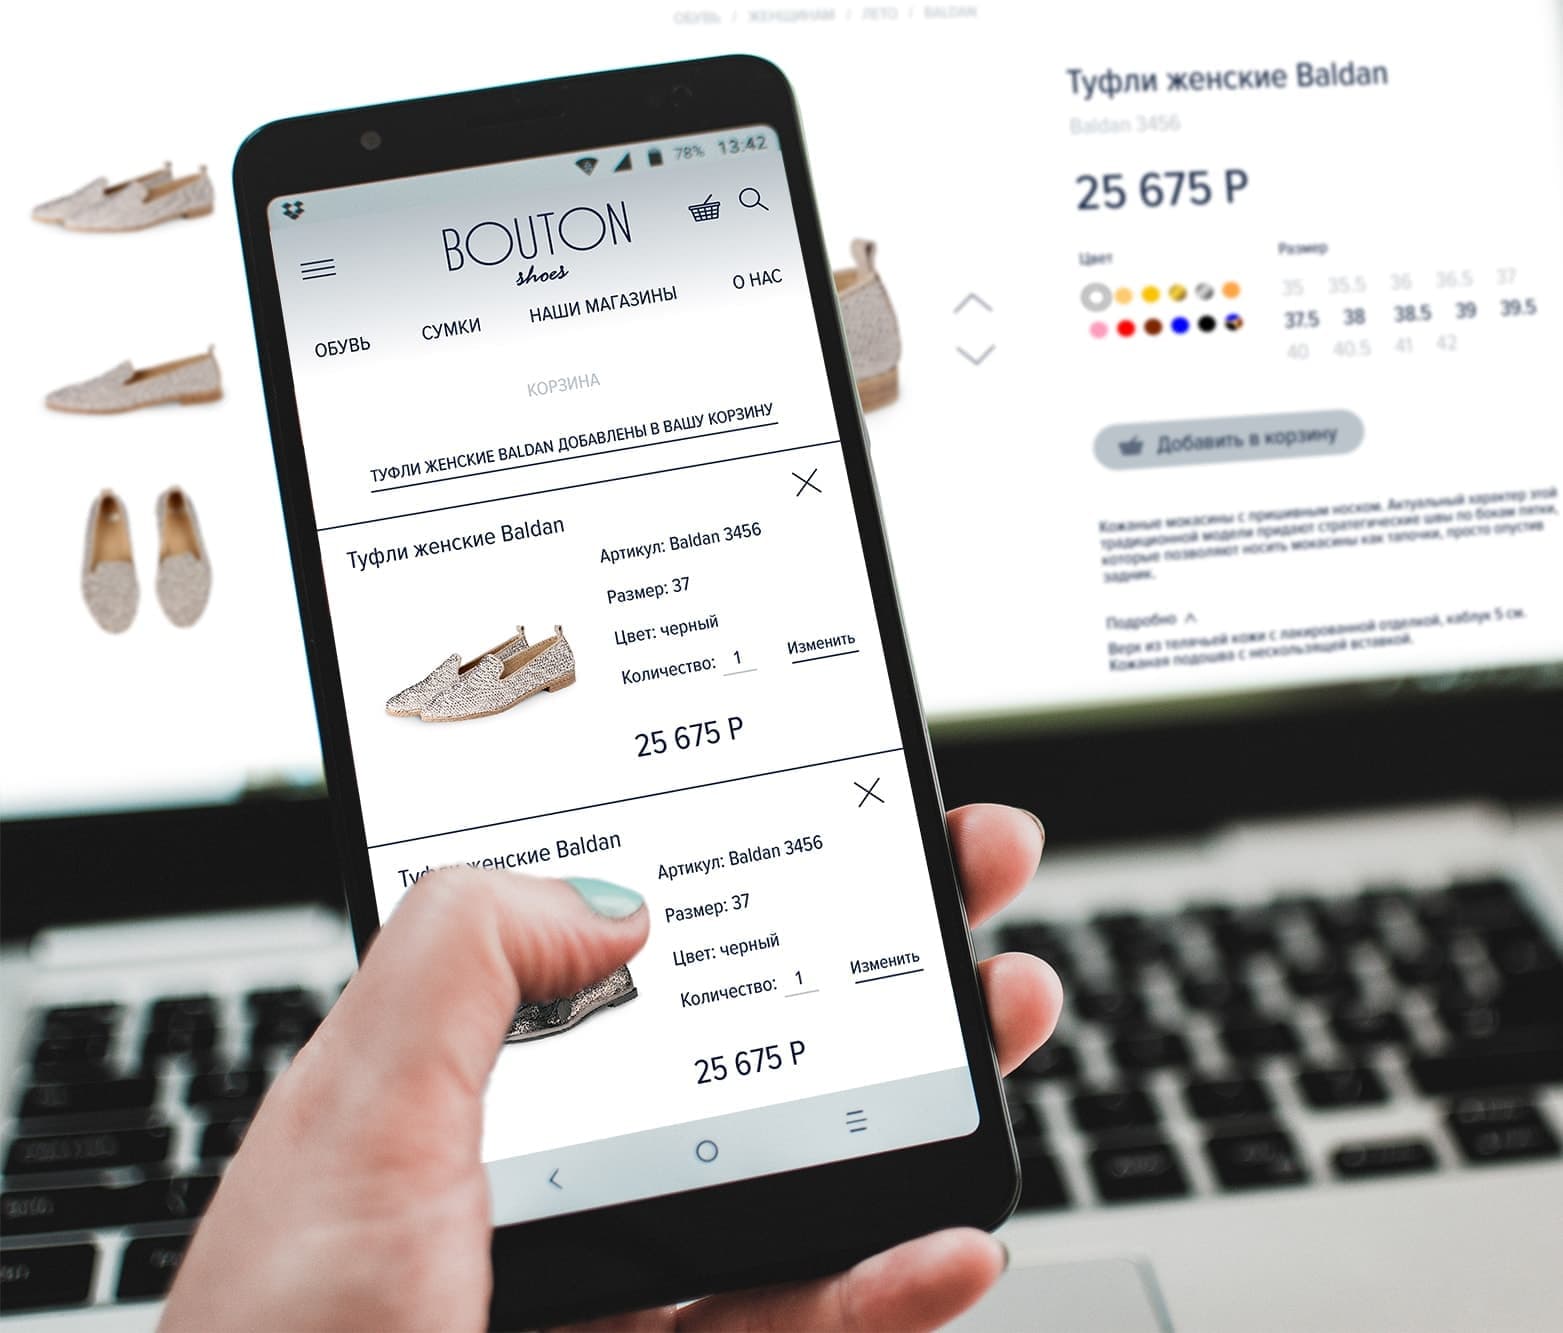 ОБУВЬ / ЖЕНЩИНАМ / ЛЕТО / BALDAN
Туфли женские Baldan
Baldan 3456
25 675 Р
Цвет
Размер
35 35.5 36 36.5 37
37.5 38 38.5 39 39.5
40 40.5 41 42
Добавить в корзину
Кожаные мокасины с пришивным носком. Актуальный характер этой
традиционной модели придают стратегические швы по бокам пятки,
которые позволяют носить мокасины как тапочки, просто опустив
задник.
Подробно
Верх из телячьей кожи с лакированной отделкой, каблук 5 см.
Кожаная подошва с нескользящей вставкой.
78% 13:42
BOUTON
shoes
ОБУВЬ СУМКИ НАШИ МАГАЗИНЫ О НАС
КОРЗИНА
ТУФЛИ ЖЕНСКИЕ BALDAN ДОБАВЛЕНЫ В ВАШУ КОРЗИНУ
Туфли женские Baldan
Артикул: Baldan 3456
Размер: 37
Цвет: черный
Количество: 1 Изменить
25 675 Р
Туфли женские Baldan
Артикул: Baldan 3456
Размер: 37
Цвет: черный
Количество: 1 Изменить
25 675 Р